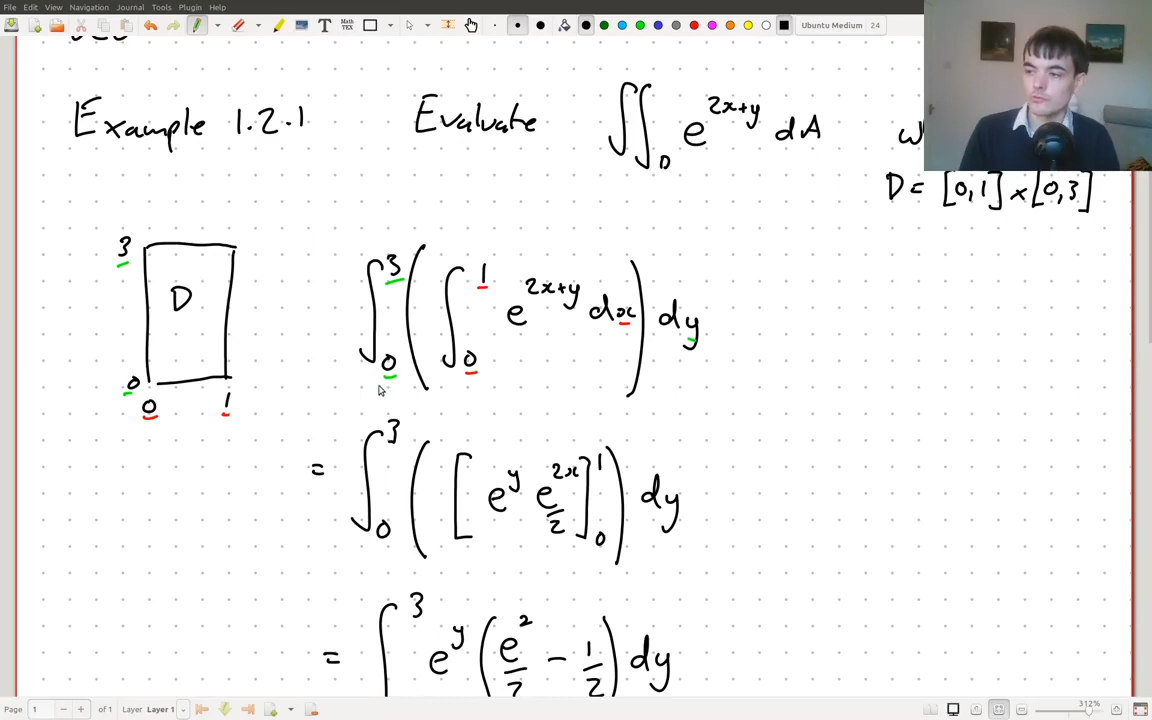 File Edit View Navigation Journal Tools Plugin Help
Ubuntu Medium 24
Example 1.2.1 Evaluate ∬_D e^{2x+y} dA
D = [0,1] × [0,3]
3
D
0
0 1
∫_0^3 ( ∫_0^1 e^{2x+y} dx ) dy
= ∫_0^3 ( [ e^y e^{2x}/2 ]_0^1 ) dy
= ∫^3 e^y ( e^2/2 − 1/2 ) dy
Page 1 of 1 Layer Layer 1 312%